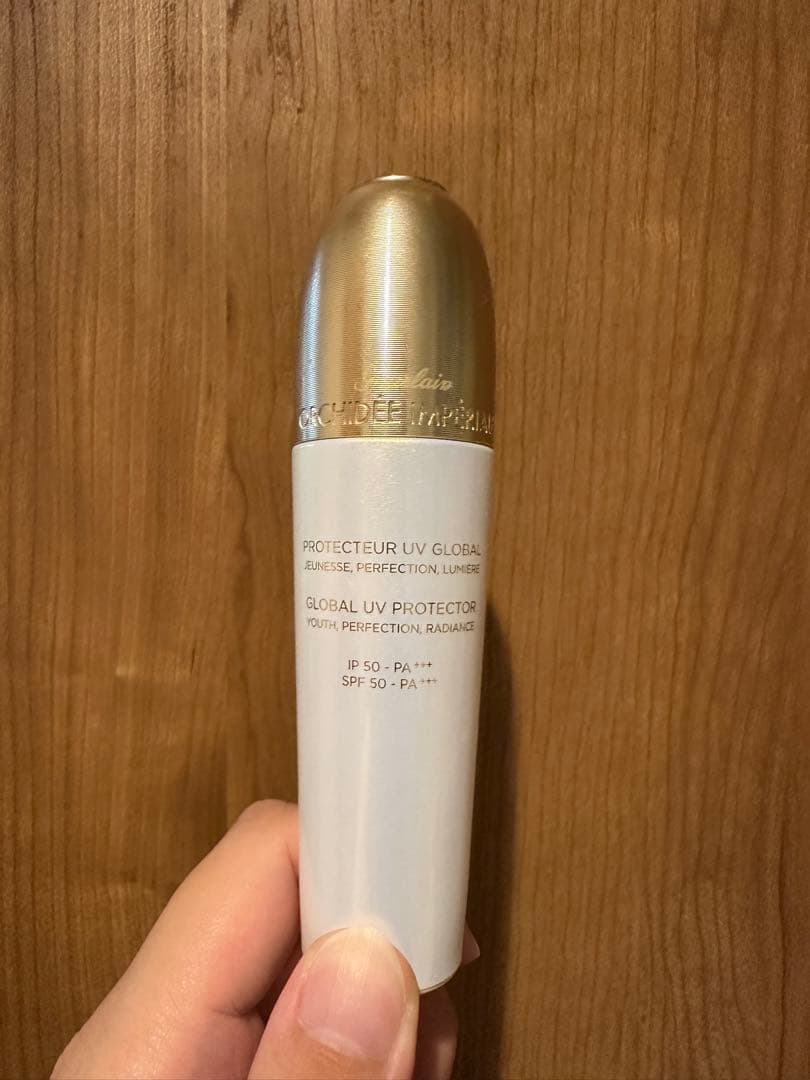 Guerlain
ORCHIDÉE IMPÉRIAL
PROTECTEUR UV GLOBAL
JEUNESSE, PERFECTION, LUMIÈRE
GLOBAL UV PROTECTOR
YOUTH, PERFECTION, RADIANCE
IP 50 - PA+++
SPF 50 - PA+++